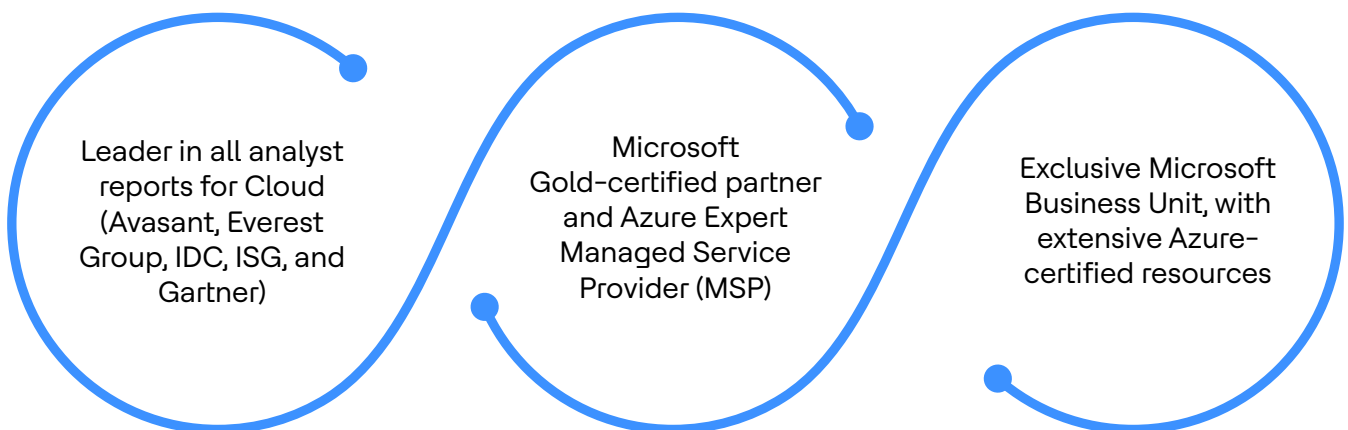 Leader in all analyst
reports for Cloud
(Avasant, Everest
Group, IDC, ISG, and
Gartner)
Microsoft
Gold-certified partner
and Azure Expert
Managed Service
Provider (MSP)
Exclusive Microsoft
Business Unit, with
extensive Azure-
certified resources